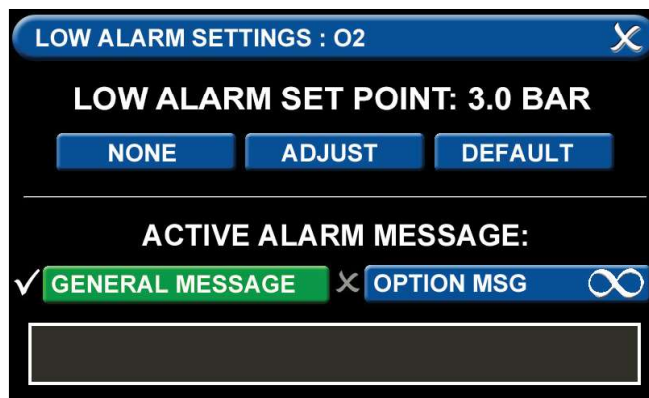 LOW ALARM SETTINGS : O2
LOW ALARM SET POINT: 3.0 BAR
NONE ADJUST DEFAULT
ACTIVE ALARM MESSAGE:
GENERAL MESSAGE OPTION MSG